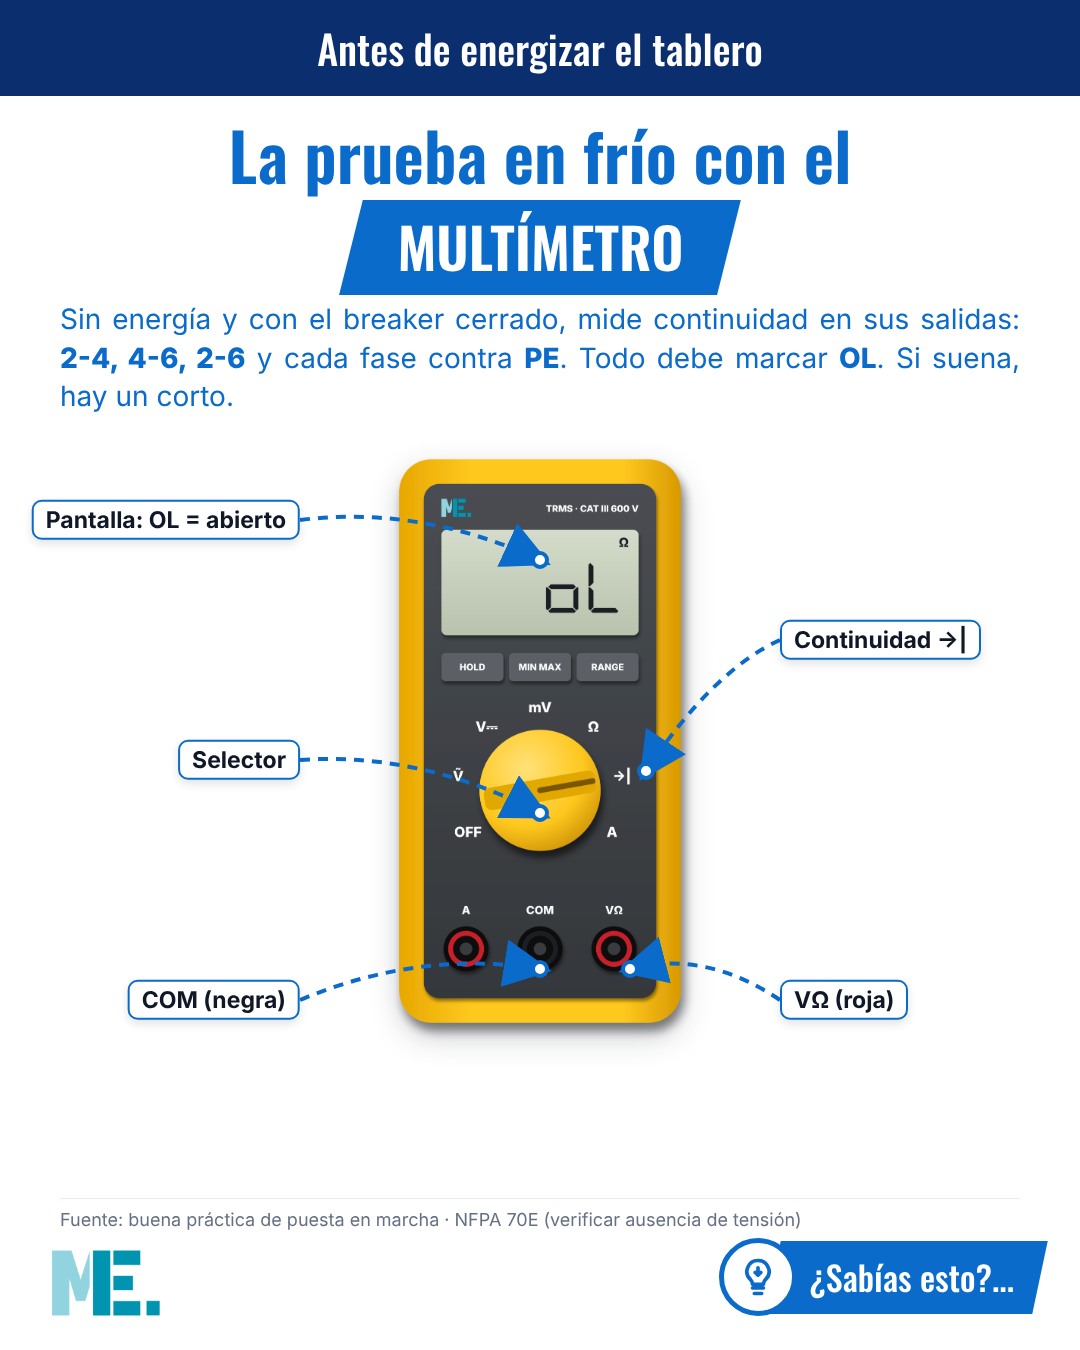 Antes de energizar el tablero
La prueba en frío con el
MULTÍMETRO
Sin energía y con el breaker cerrado, mide continuidad en sus salidas:
2-4, 4-6, 2-6 y cada fase contra PE. Todo debe marcar OL. Si suena,
hay un corto.
Pantalla: OL = abierto
ME.
TRMS · CAT III 600 V
Ω
oL
Continuidad →|
HOLD
MIN MAX
RANGE
mV
V⎓
Ω
Selector
Ṽ
→|
OFF
A
A
COM
VΩ
COM (negra)
VΩ (roja)
Fuente: buena práctica de puesta en marcha · NFPA 70E (verificar ausencia de tensión)
ME.
¿Sabías esto?...